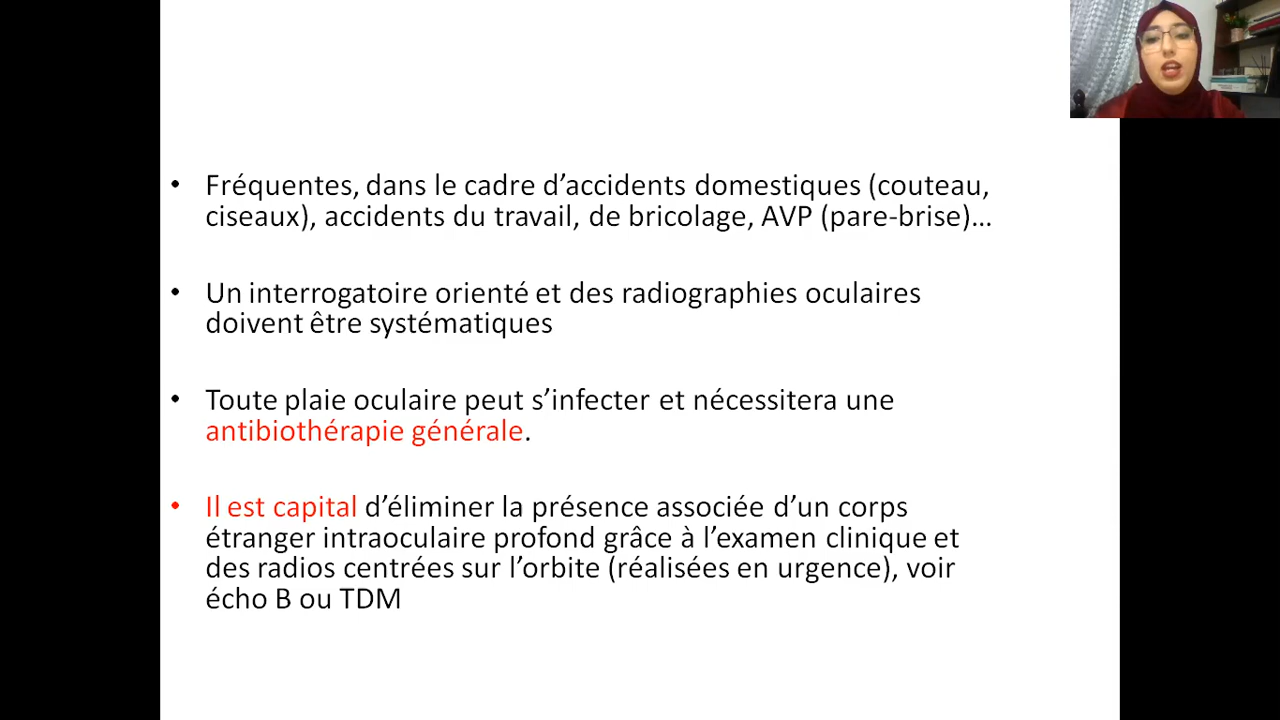 • Fréquentes, dans le cadre d’accidents domestiques (couteau,
ciseaux), accidents du travail, de bricolage, AVP (pare-brise)…
• Un interrogatoire orienté et des radiographies oculaires
doivent être systématiques
• Toute plaie oculaire peut s’infecter et nécessitera une
antibiothérapie générale.
• Il est capital d’éliminer la présence associée d’un corps
étranger intraoculaire profond grâce à l’examen clinique et
des radios centrées sur l’orbite (réalisées en urgence), voir
écho B ou TDM